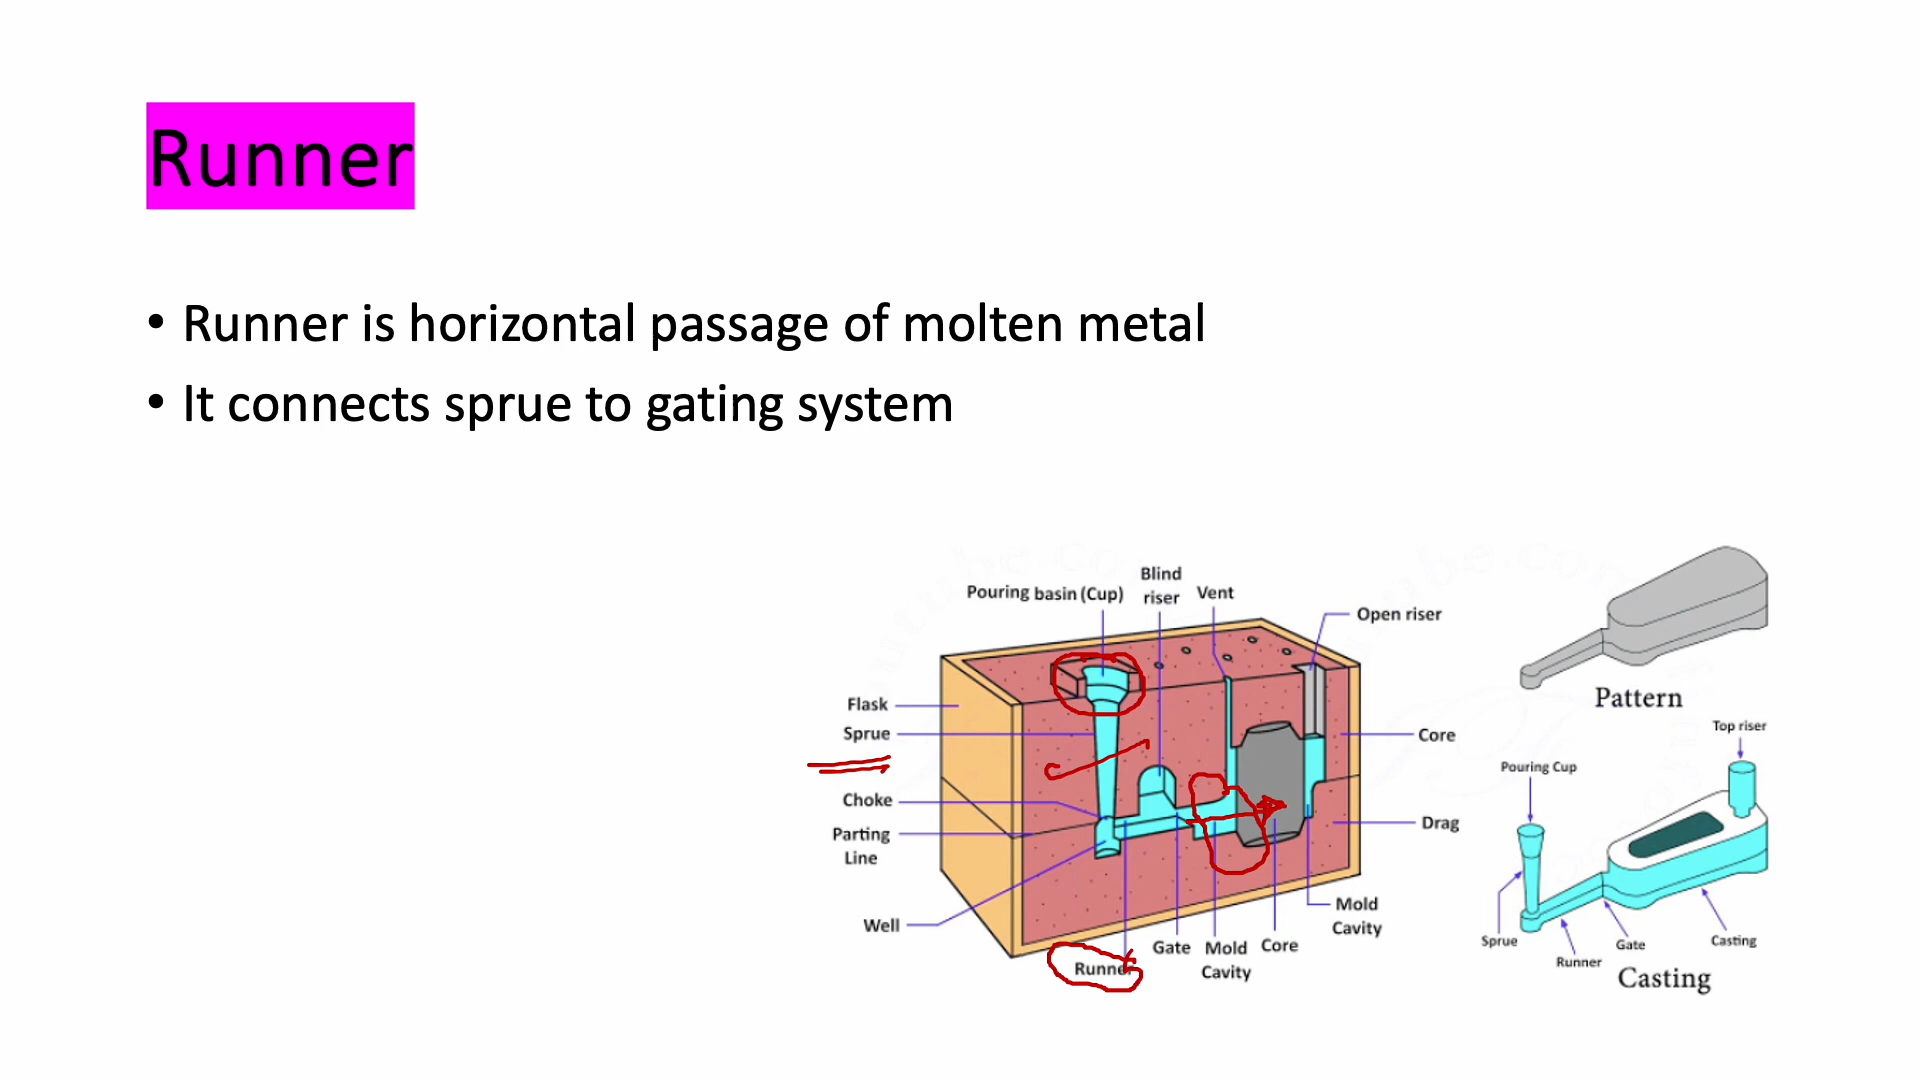 Runner
• Runner is horizontal passage of molten metal
• It connects sprue to gating system
Pouring basin (Cup)
Blind
riser
Vent
Open riser
Flask
Sprue
Choke
Parting
Line
Well
Runner
Gate
Mold
Cavity
Core
Mold
Cavity
Core
Drag
Pattern
Top riser
Pouring Cup
Sprue
Runner
Gate
Casting
Casting